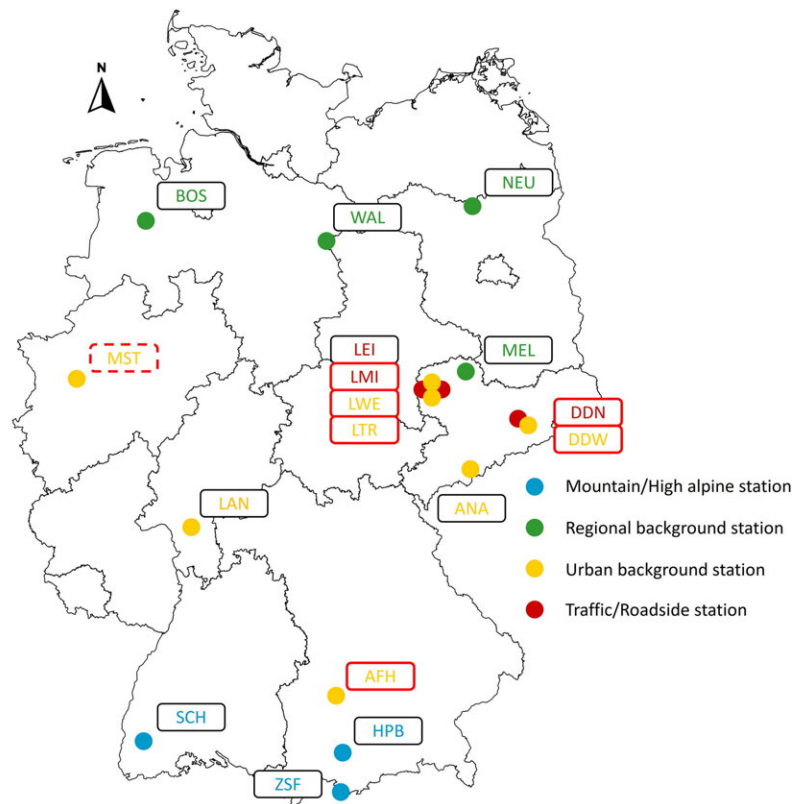 N
BOS
NEU
WAL
MST
LEI
MEL
LMI
LWE
LTR
DDN
DDW
LAN
ANA
Mountain/High alpine station
Regional background station
Urban background station
Traffic/Roadside station
AFH
SCH
HPB
ZSF